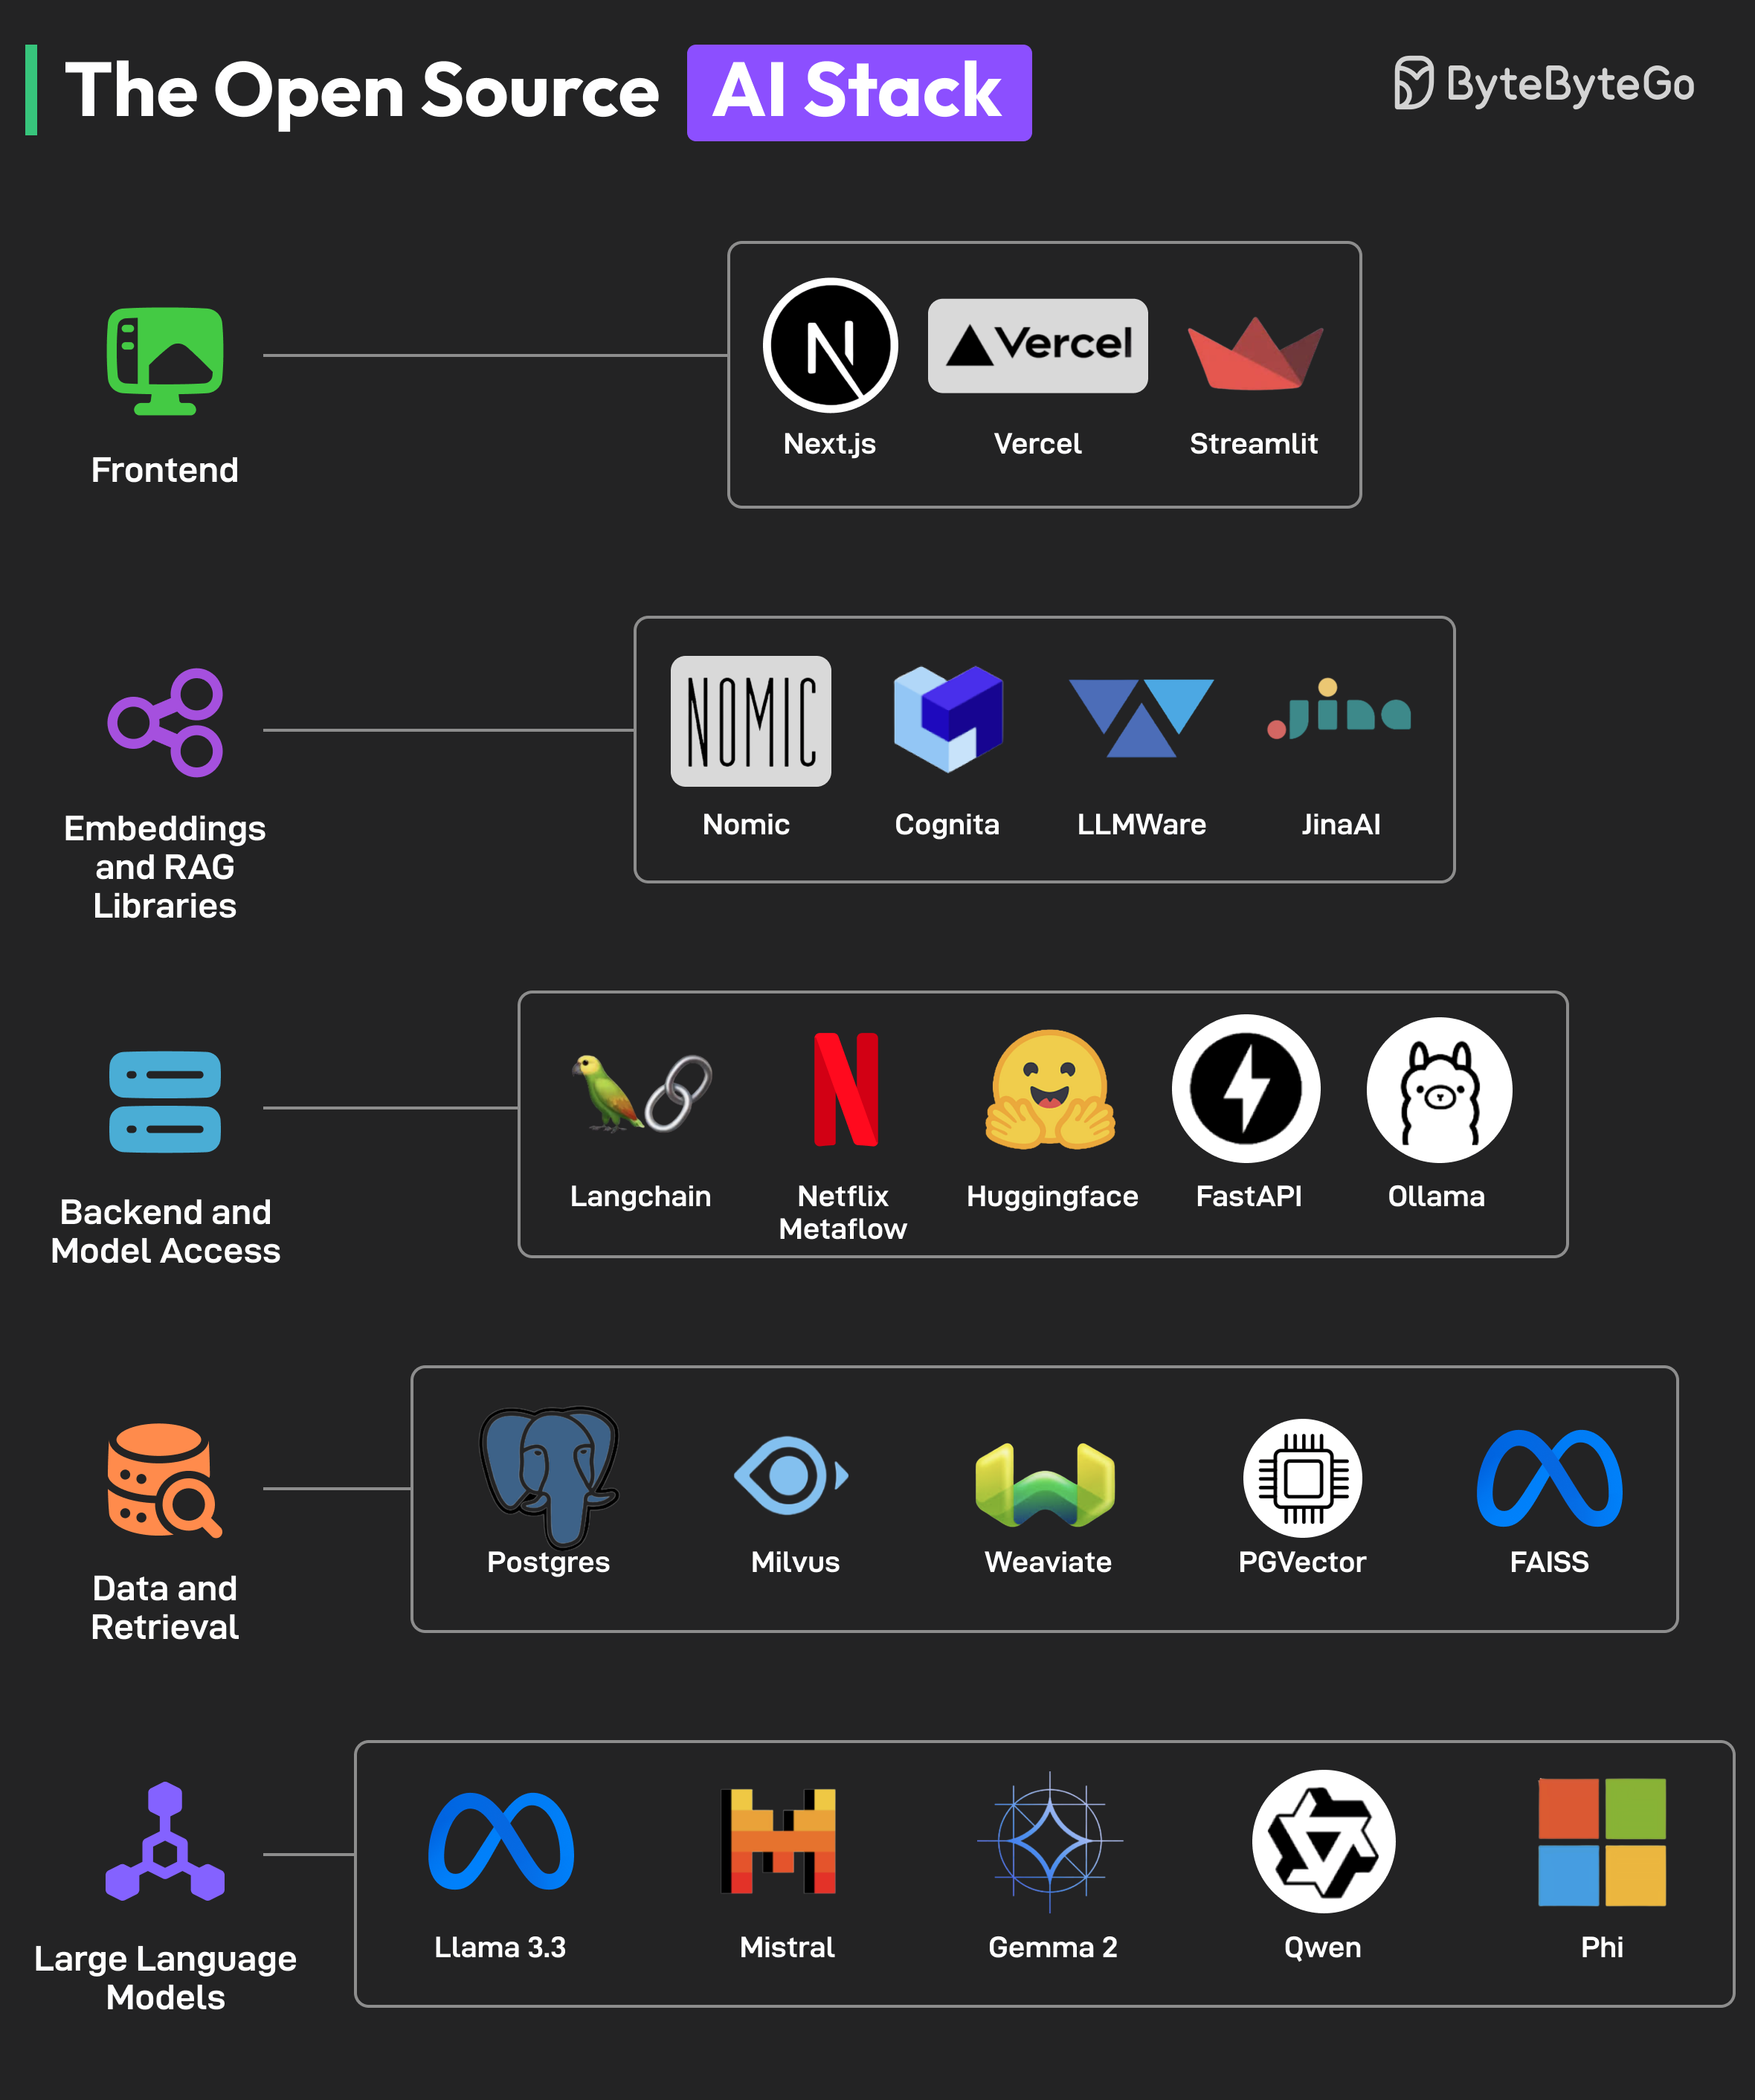 The Open Source AI Stack
ByteByteGo
Vercel
Next.js
Vercel
Streamlit
Frontend
NOMIC
jina
Nomic
Cognita
LLMWare
JinaAI
Embeddings
and RAG
Libraries
Langchain
Netflix
Metaflow
Huggingface
FastAPI
Ollama
Backend and
Model Access
Postgres
Milvus
Weaviate
PGVector
FAISS
Data and
Retrieval
Llama 3.3
Mistral
Gemma 2
Qwen
Phi
Large Language
Models